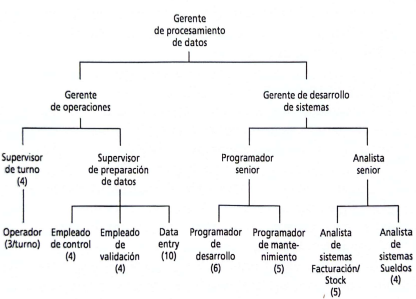 Gerente
de procesamiento
de datos
Gerente
de operaciones
Gerente de desarrollo
de sistemas
Supervisor
de turno
(4)
Supervisor
de preparación
de datos
Programador
senior
Analista
senior
Operador
(3/turno)
Empleado
de control
(4)
Empleado
de
validación
(4)
Data
entry
(10)
Programador
de
desarrollo
(6)
Programador
de mante-
nimiento
(5)
Analista
de
sistemas
Facturación/
Stock
(5)
Analista
de
sistemas
Sueldos
(4)